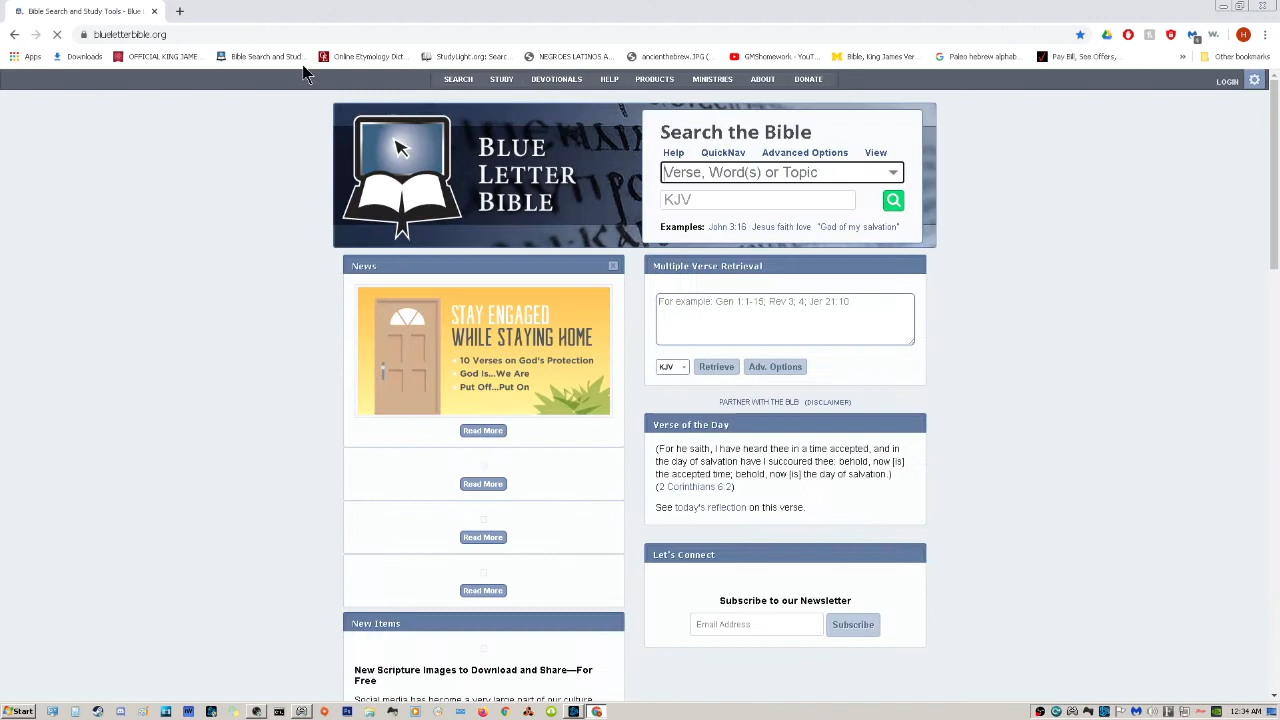 Bible Search and Study Tools -
blueletterbible.org
Apps
Downloads
OFFICIAL KING JAME...
Bible Search and Stud...
Online Etymology Dict...
StudyLight.org: Searc...
NEGROES LATINOS A...
ancienthebrew.JPG (...
GMShomework - YouT...
Bible, King James Ver...
Paleo hebrew alphab...
Pay Bill, See Offers,...
»
Other bookmarks
SEARCH STUDY DEVOTIONALS HELP PRODUCTS MINISTRIES ABOUT DONATE
LOGIN
BLUE
LETTER
BIBLE
Search the Bible
Help QuickNav Advanced Options View
Verse, Word(s) or Topic
KJV
Examples: John 3:16 Jesus faith love "God of my salvation"
News
STAY ENGAGED
WHILE STAYING HOME
• 10 Verses on God's Protection
• God Is...We Are
• Put Off...Put On
Read More
Read More
Read More
Read More
New Items
New Scripture Images to Download and Share—For
Free
Social media has become a very large part of our culture
Multiple Verse Retrieval
For example: Gen 1:1-15; Rev 3; 4; Jer 21:10
KJV Retrieve Adv. Options
PARTNER WITH THE BLB (DISCLAIMER)
Verse of the Day
(For he saith, I have heard thee in a time accepted, and in
the day of salvation have I succoured thee: behold, now [is]
the accepted time; behold, now [is] the day of salvation.)
(2 Corinthians 6:2)
See today's reflection on this verse.
Let's Connect
Subscribe to our Newsletter
Email Address
Subscribe
Start
12:34 AM